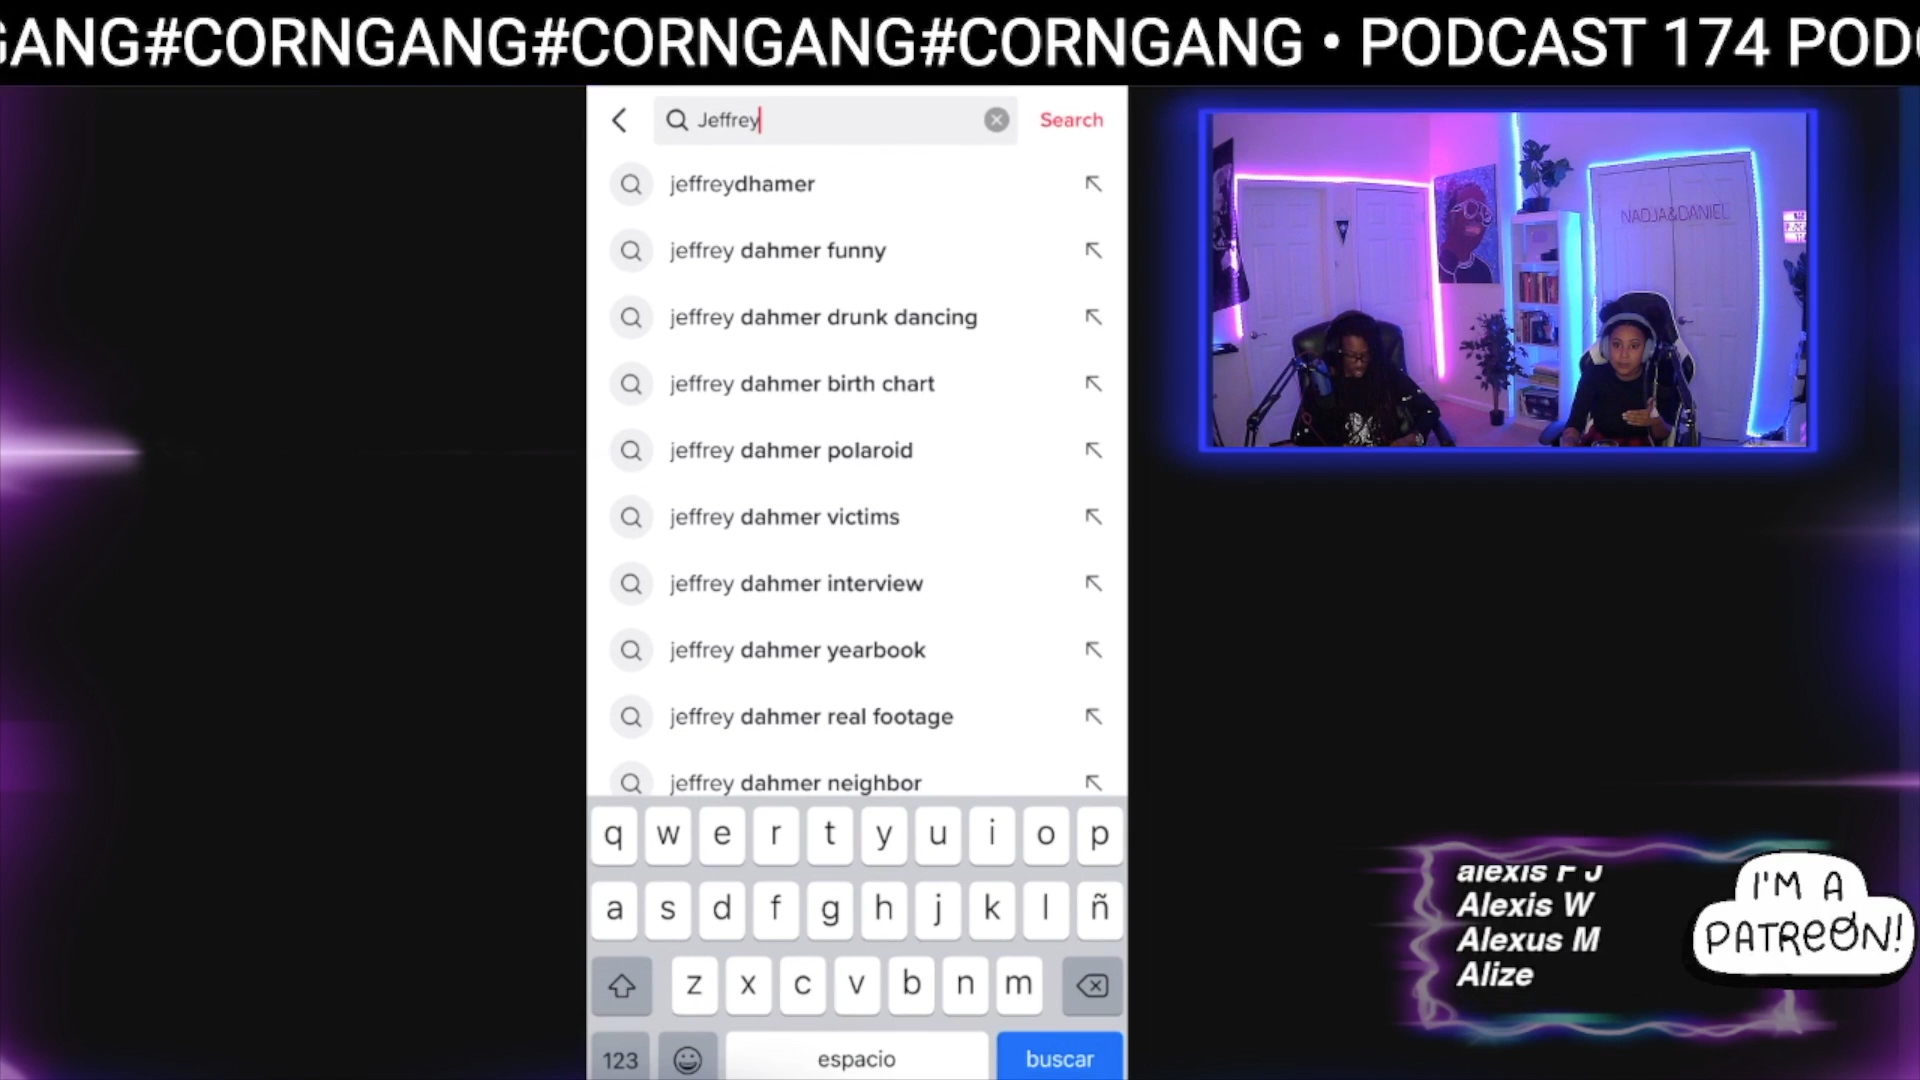 GANG#CORNGANG#CORNGANG#CORNGANG • PODCAST 174 POD
Jeffrey
Search
jeffreydhamer
jeffrey dahmer funny
jeffrey dahmer drunk dancing
jeffrey dahmer birth chart
jeffrey dahmer polaroid
jeffrey dahmer victims
jeffrey dahmer interview
jeffrey dahmer yearbook
jeffrey dahmer real footage
jeffrey dahmer neighbor
q w e r t y u i o p
a s d f g h j k l ñ
z x c v b n m
123
espacio
buscar
NADJA&DANIEL
alexis F J
Alexis W
Alexus M
Alize
I'M A
PATREON!